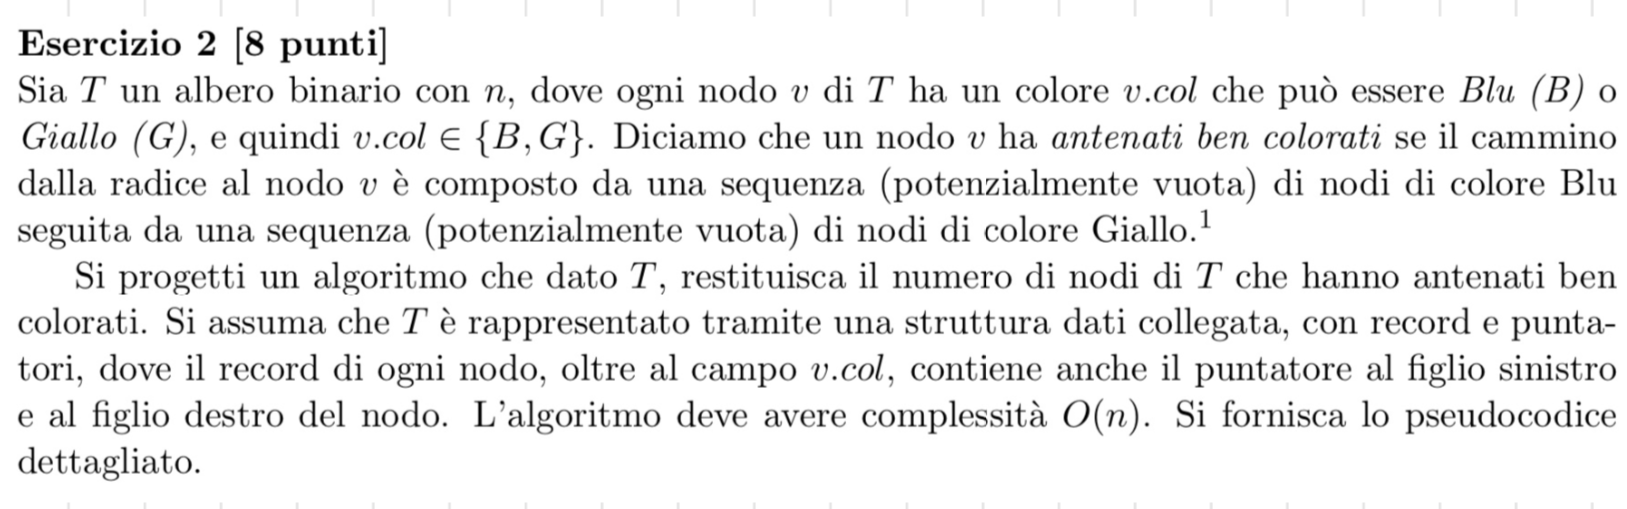 Esercizio 2 [8 punti]
Sia T un albero binario con n, dove ogni nodo v di T ha un colore v.col che può essere Blu (B) o
Giallo (G), e quindi v.col ∈ {B, G}. Diciamo che un nodo v ha antenati ben colorati se il cammino
dalla radice al nodo v è composto da una sequenza (potenzialmente vuota) di nodi di colore Blu
seguita da una sequenza (potenzialmente vuota) di nodi di colore Giallo.¹
Si progetti un algoritmo che dato T, restituisca il numero di nodi di T che hanno antenati ben
colorati. Si assuma che T è rappresentato tramite una struttura dati collegata, con record e punta-
tori, dove il record di ogni nodo, oltre al campo v.col, contiene anche il puntatore al figlio sinistro
e al figlio destro del nodo. L'algoritmo deve avere complessità O(n). Si fornisca lo pseudocodice
dettagliato.